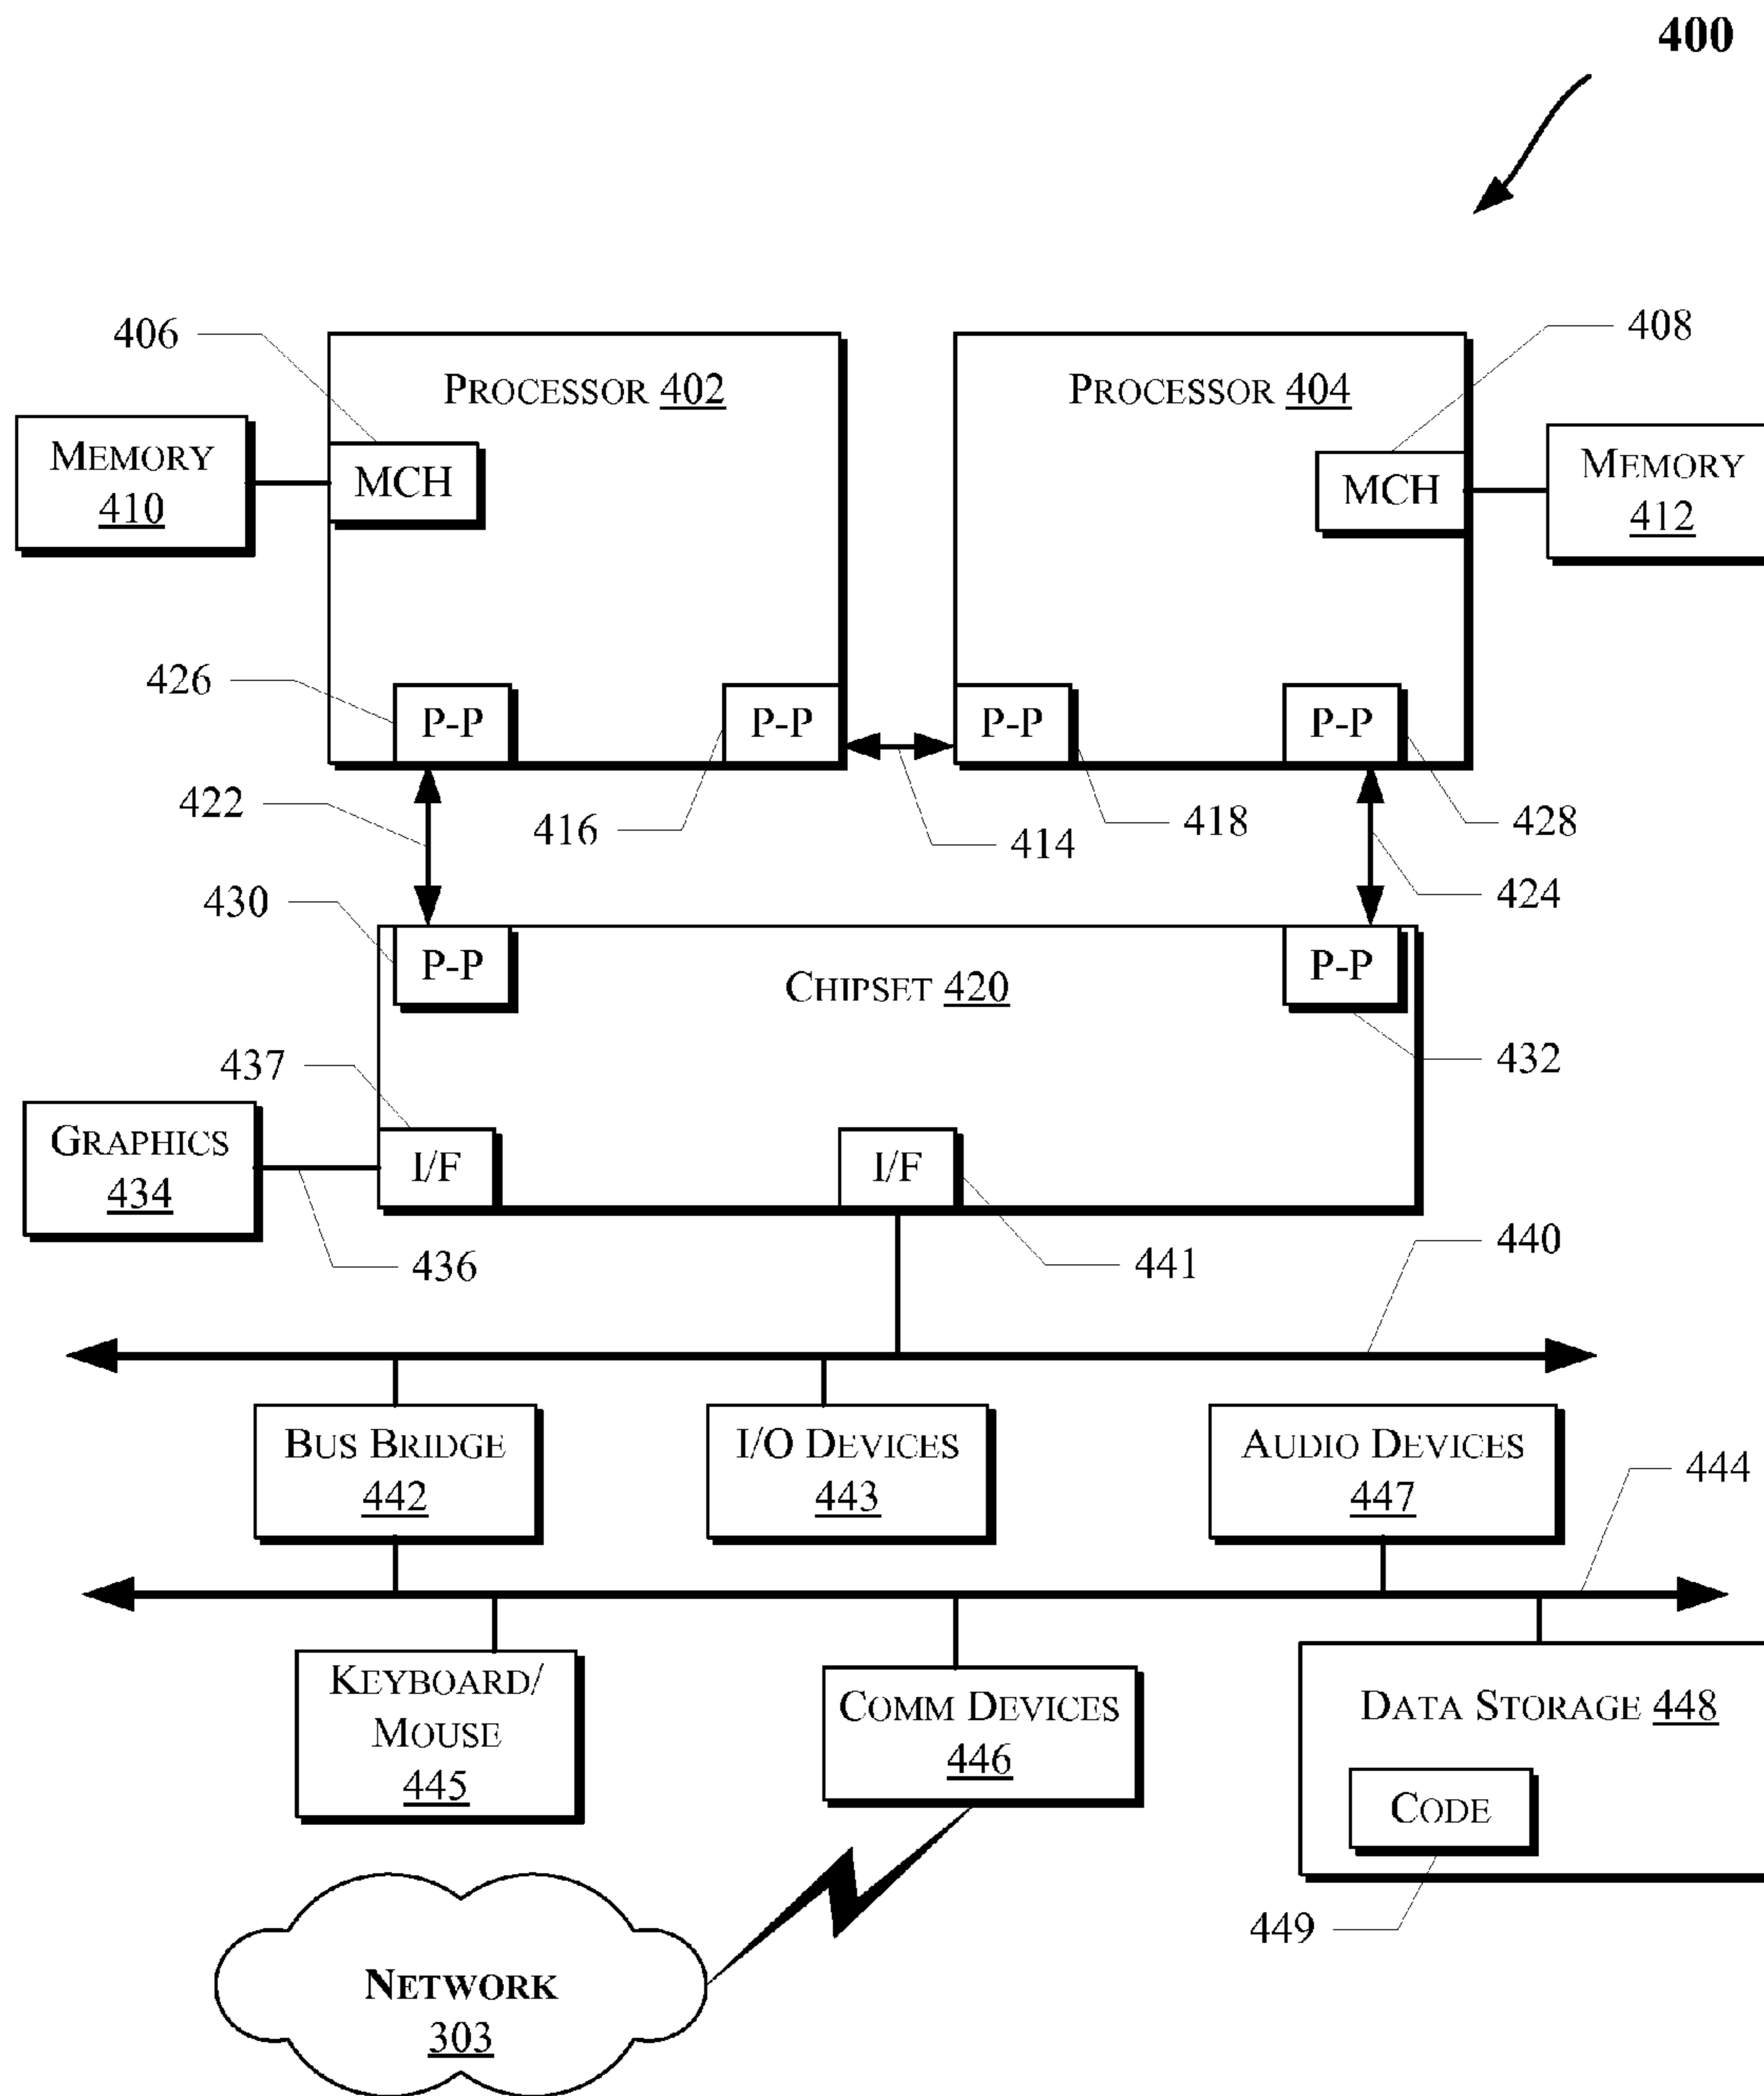 400
406
408
PROCESSOR 402
PROCESSOR 404
MEMORY
410
MCH
MCH
MEMORY
412
426
P-P
P-P
P-P
P-P
422
416
414
418
428
430
424
P-P
CHIPSET 420
P-P
437
432
GRAPHICS
434
I/F
I/F
436
441
440
BUS BRIDGE
442
I/O DEVICES
443
AUDIO DEVICES
447
444
KEYBOARD/
MOUSE
445
COMM DEVICES
446
DATA STORAGE 448
CODE
449
NETWORK
303